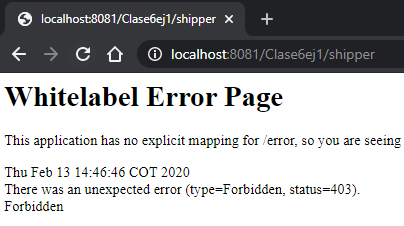 localhost:8081/Clase6ej1/shipper
localhost:8081/Clase6ej1/shipper
Whitelabel Error Page
This application has no explicit mapping for /error, so you are seeing
Thu Feb 13 14:46:46 COT 2020
There was an unexpected error (type=Forbidden, status=403).
Forbidden